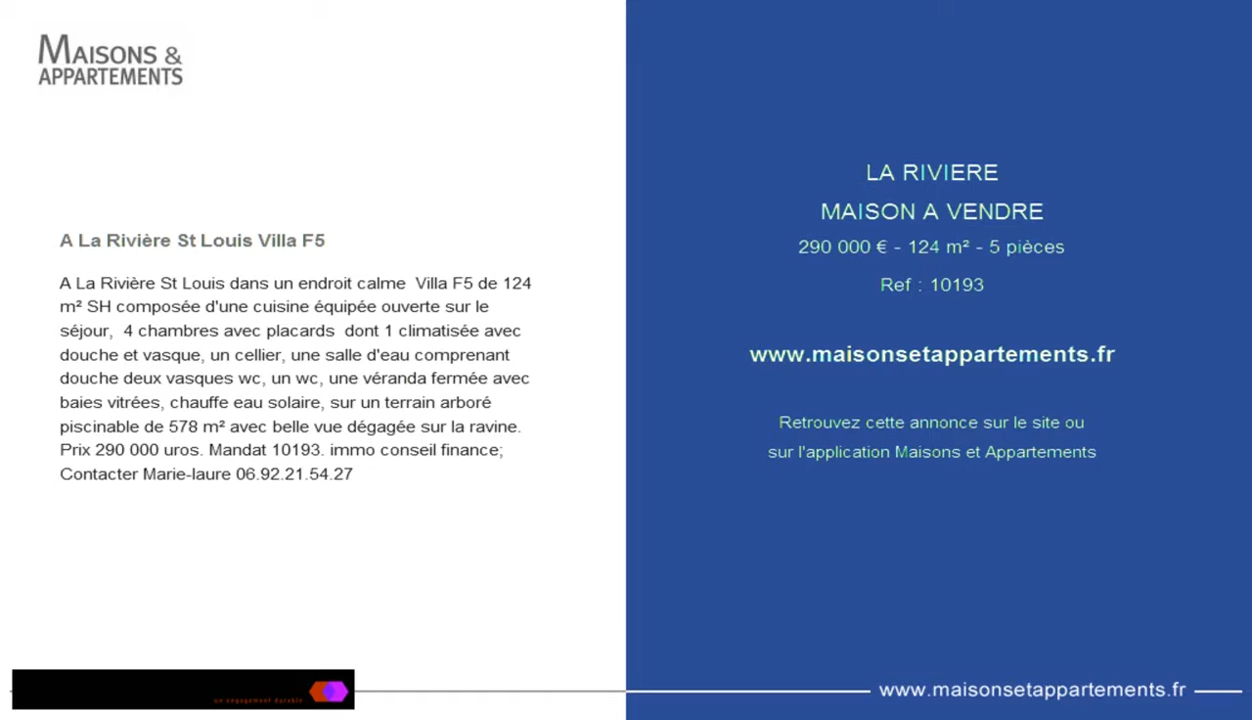 MAISONS &
APPARTEMENTS
A La Rivière St Louis Villa F5
A La Rivière St Louis dans un endroit calme  Villa F5 de 124
m² SH composée d'une cuisine équipée ouverte sur le
séjour,  4 chambres avec placards  dont 1 climatisée avec
douche et vasque, un cellier, une salle d'eau comprenant
douche deux vasques wc, un wc, une véranda fermée avec
baies vitrées, chauffe eau solaire, sur un terrain arboré
piscinable de 578 m² avec belle vue dégagée sur la ravine.
Prix 290 000 uros. Mandat 10193. immo conseil finance;
Contacter Marie-laure 06.92.21.54.27
un engagement durable
LA RIVIERE
MAISON A VENDRE
290 000 € - 124 m² - 5 pièces
Ref : 10193
www.maisonsetappartements.fr
Retrouvez cette annonce sur le site ou
sur l'application Maisons et Appartements
www.maisonsetappartements.fr